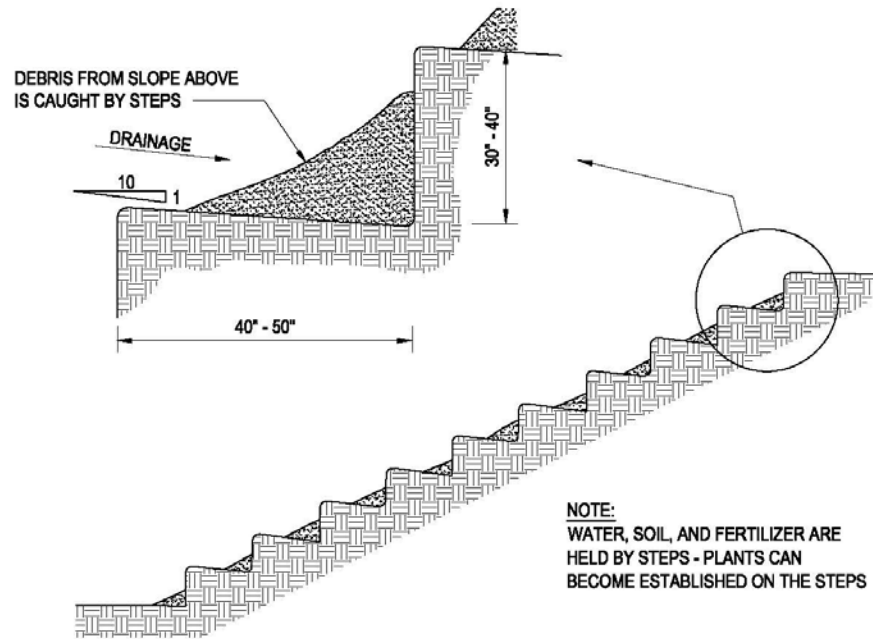 DEBRIS FROM SLOPE ABOVE
IS CAUGHT BY STEPS
DRAINAGE
10
1
30" - 40"
40" - 50"
NOTE:
WATER, SOIL, AND FERTILIZER ARE
HELD BY STEPS - PLANTS CAN
BECOME ESTABLISHED ON THE STEPS